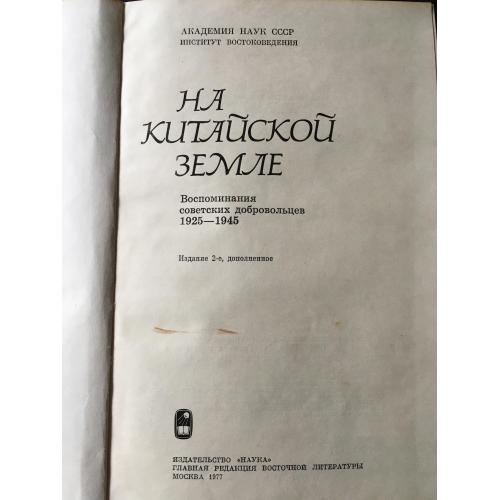 АКАДЕМИЯ НАУК СССР
ИНСТИТУТ ВОСТОКОВЕДЕНИЯ
НА
КИТАЙСКОЙ
ЗЕМЛЕ
Воспоминания
советских добровольцев
1925—1945
Издание 2-е, дополненное
ИЗДАТЕЛЬСТВО «НАУКА»
ГЛАВНАЯ РЕДАКЦИЯ ВОСТОЧНОЙ ЛИТЕРАТУРЫ
МОСКВА 1977